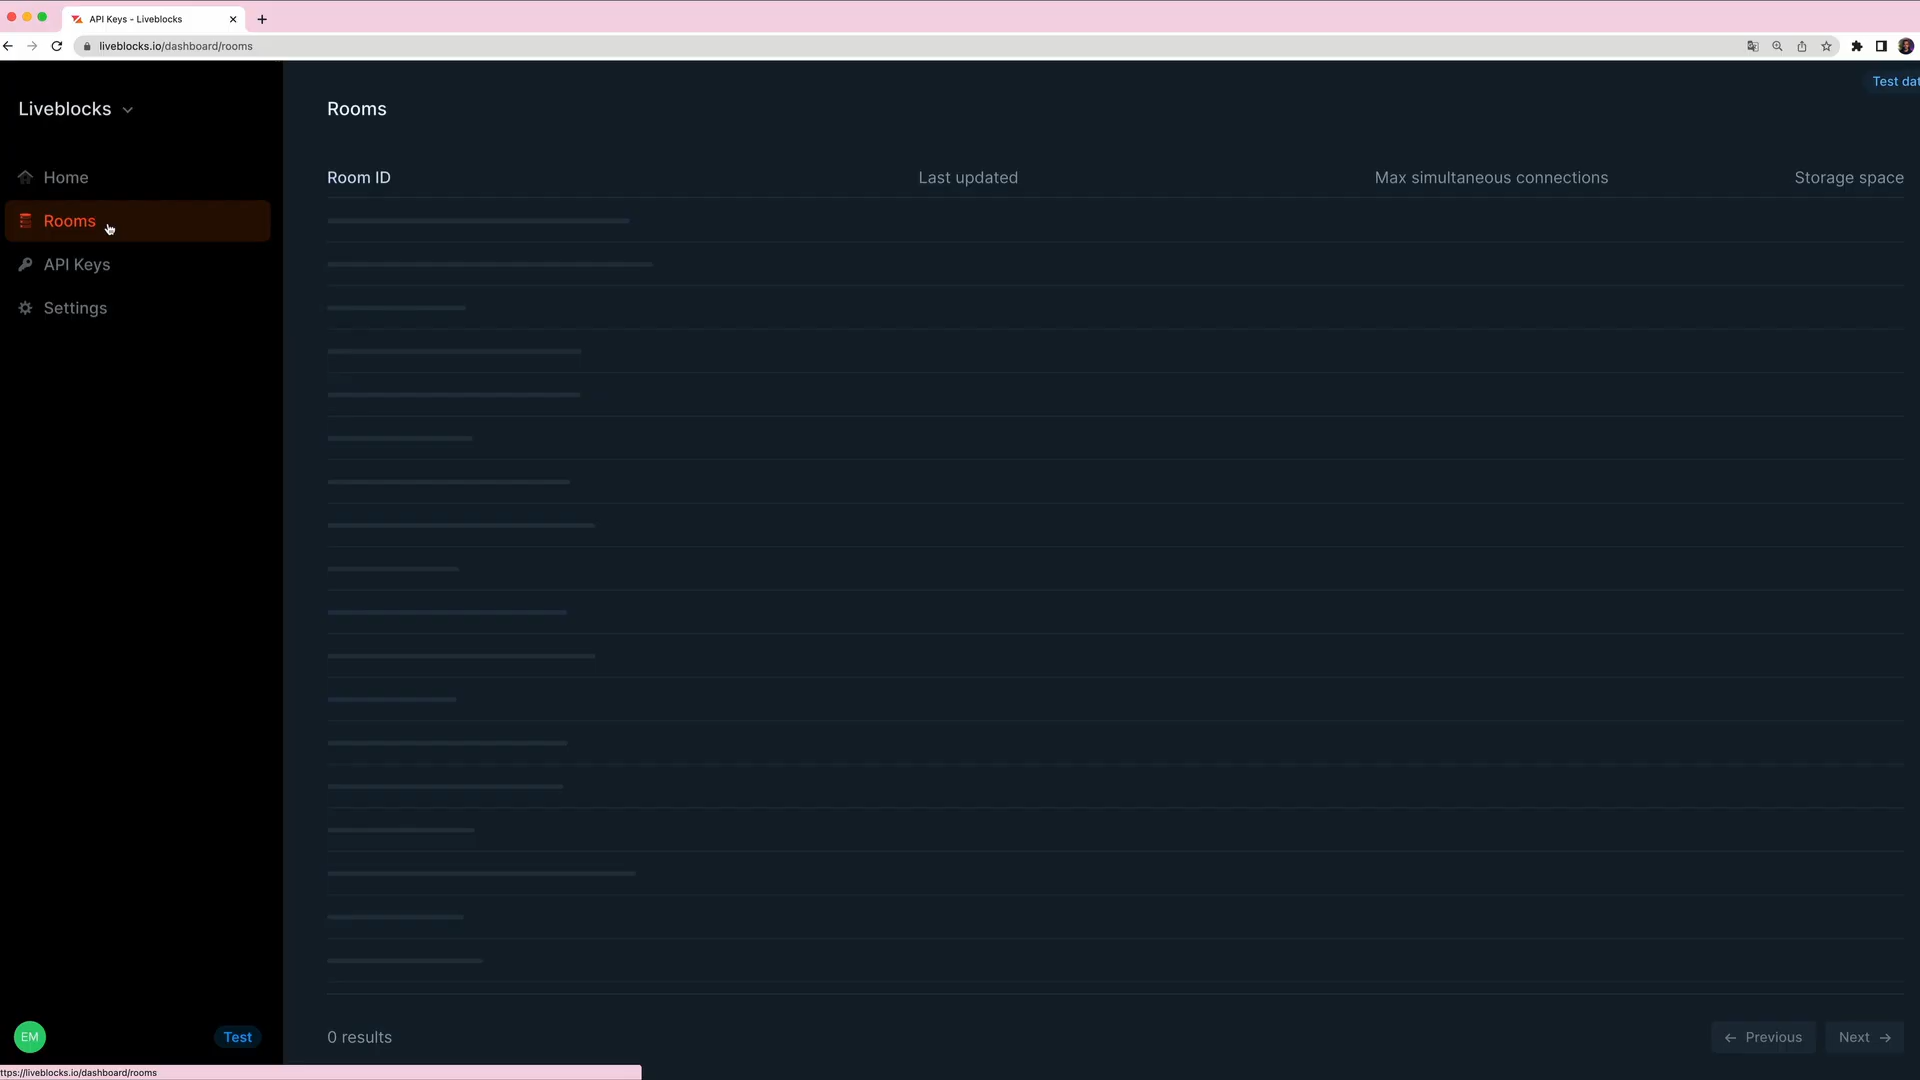 API Keys - Liveblocks
liveblocks.io/dashboard/rooms
Test dat
Liveblocks
Rooms
Home
Room ID Last updated Max simultaneous connections Storage space
Rooms
API Keys
Settings
EM Test
0 results Previous Next
ttps://liveblocks.io/dashboard/rooms